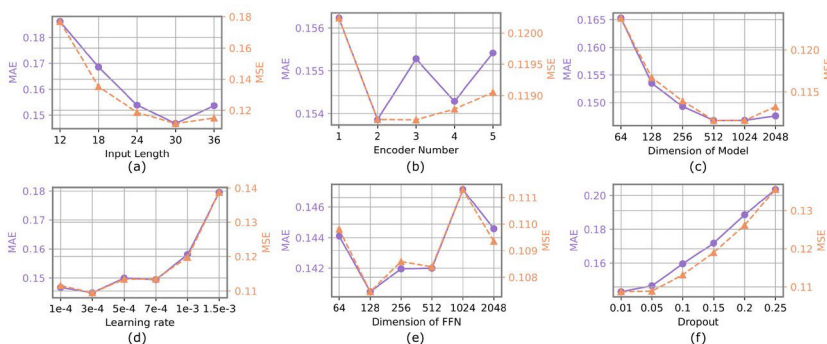 0.18
0.17
0.16
0.15
MAE
0.18
0.16
0.14
0.12
MSE
12 18 24 30 36
Input Length
(a)
0.156
0.155
0.154
MAE
0.1200
0.1195
0.1190
MSE
1 2 3 4 5
Encoder Number
(b)
0.165
0.160
0.155
0.150
MAE
0.120
0.115
MSE
64 128 256 512 1024 2048
Dimension of Model
(c)
0.18
0.17
0.16
0.15
MAE
0.14
0.13
0.12
0.11
MSE
1e-4 3e-4 5e-4 7e-4 1e-3 1.5e-3
Learning rate
(d)
0.146
0.144
0.142
MAE
0.111
0.110
0.109
0.108
MSE
64 128 256 512 1024 2048
Dimension of FFN
(e)
0.20
0.18
0.16
MAE
0.13
0.12
0.11
MSE
0.01 0.05 0.1 0.15 0.2 0.25
Dropout
(f)